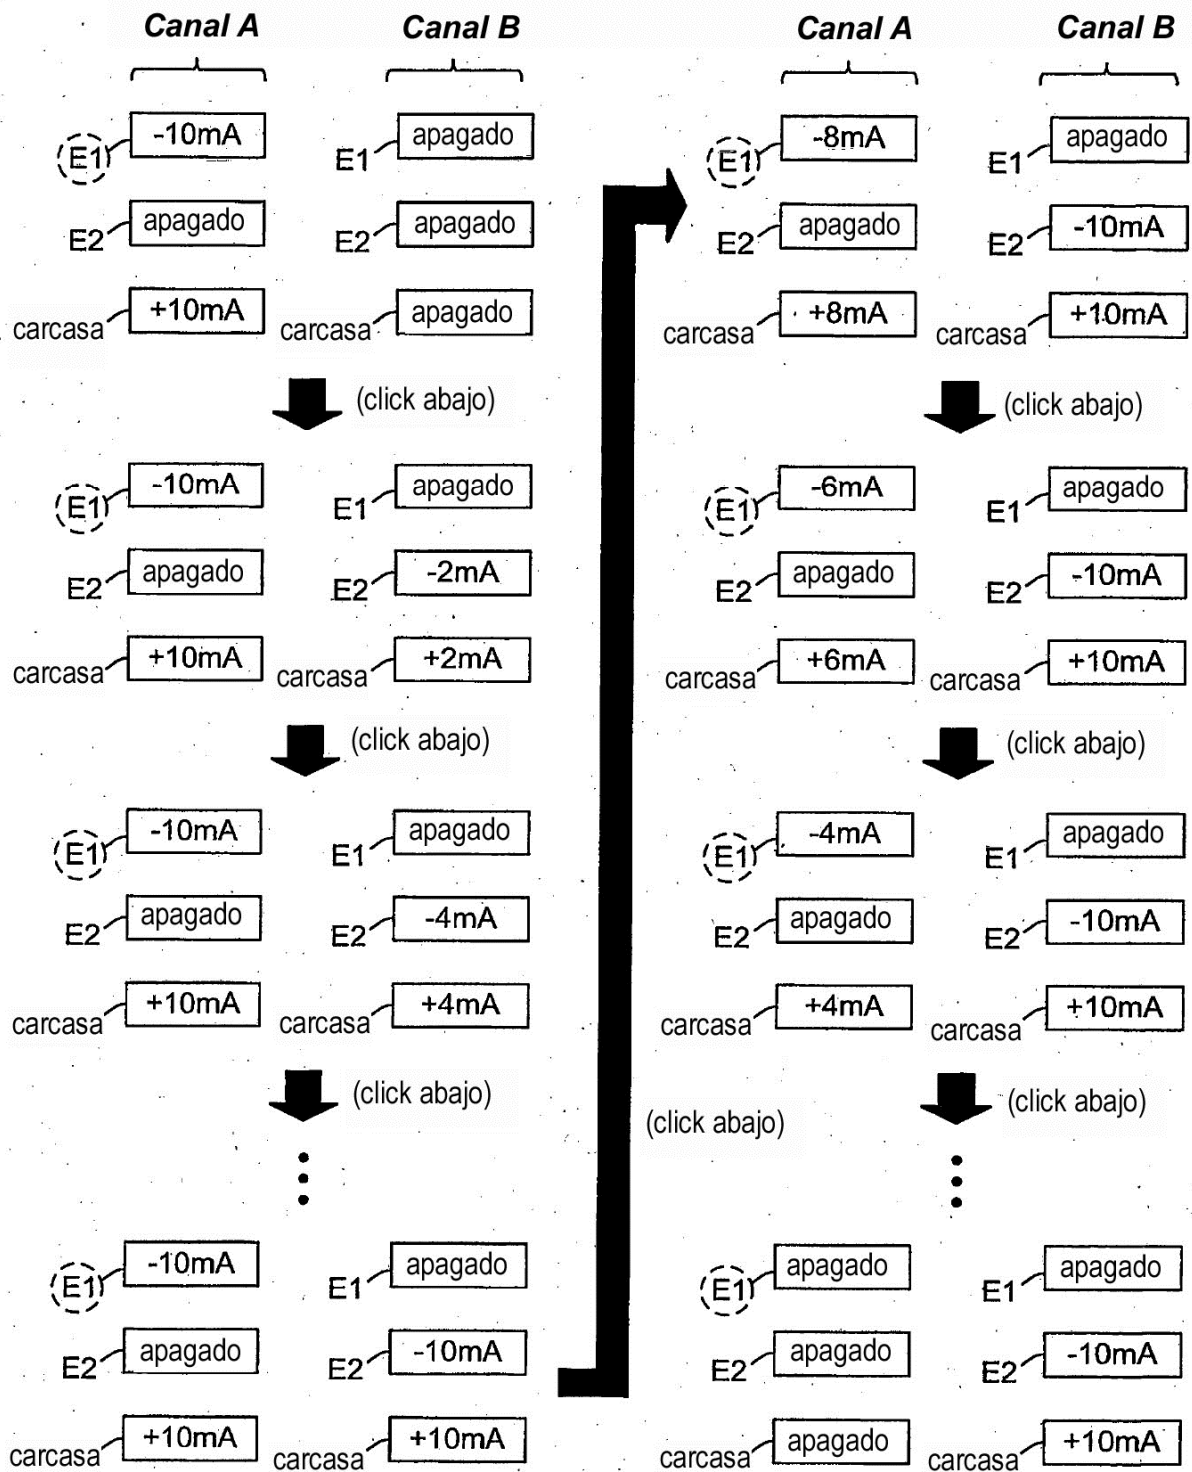 Canal A Canal B
E1 -10mA E1 apagado
E2 apagado E2 apagado
carcasa +10mA carcasa apagado
(click abajo)
E1 -10mA E1 apagado
E2 apagado E2 -2mA
carcasa +10mA carcasa +2mA
(click abajo)
E1 -10mA E1 apagado
E2 apagado E2 -4mA
carcasa +10mA carcasa +4mA
(click abajo)
E1 -10mA E1 apagado
E2 apagado E2 -10mA
carcasa +10mA carcasa +10mA
(click abajo)
Canal A Canal B
E1 -8mA E1 apagado
E2 apagado E2 -10mA
carcasa +8mA carcasa +10mA
(click abajo)
E1 -6mA E1 apagado
E2 apagado E2 -10mA
carcasa +6mA carcasa +10mA
(click abajo)
E1 -4mA E1 apagado
E2 apagado E2 -10mA
carcasa +4mA carcasa +10mA
(click abajo)
E1 apagado E1 apagado
E2 apagado E2 -10mA
carcasa apagado carcasa +10mA